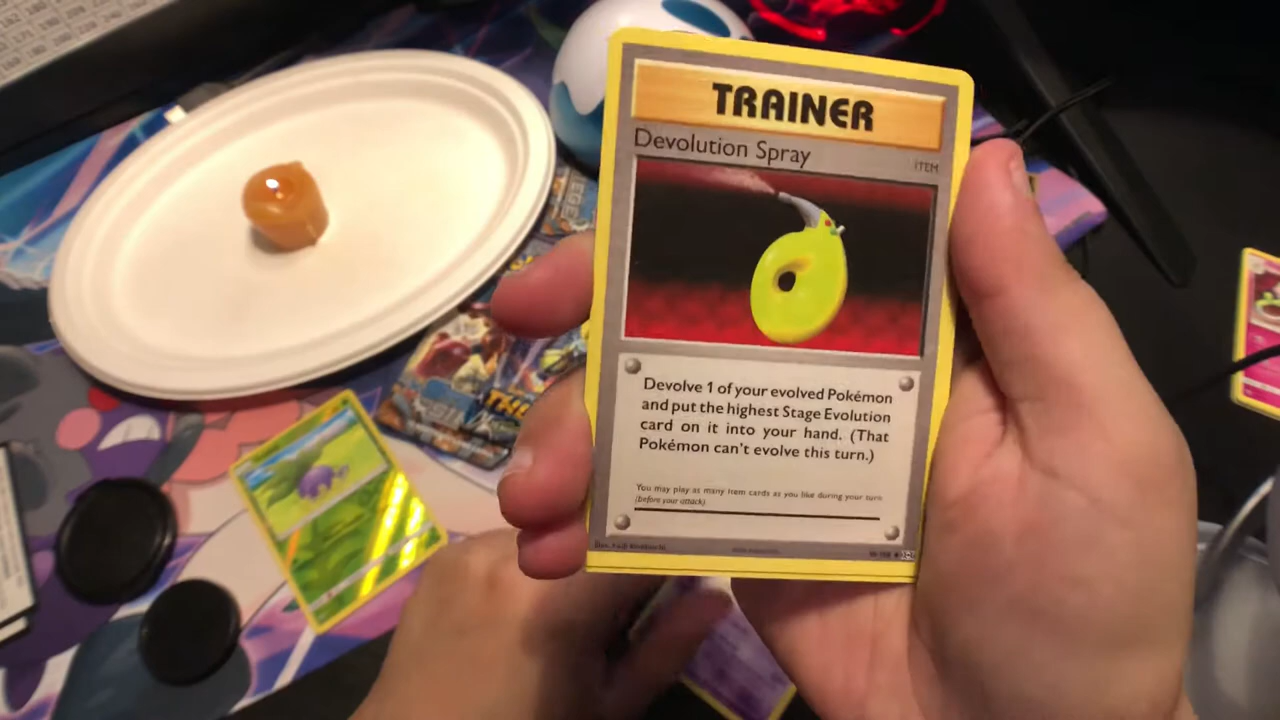 TRAINER
Devolution Spray
ITEM
Devolve 1 of your evolved Pokémon
and put the highest Stage Evolution
card on it into your hand. (That
Pokémon can't evolve this turn.)
You may play as many Item cards as you like during your turn
(before your attack).